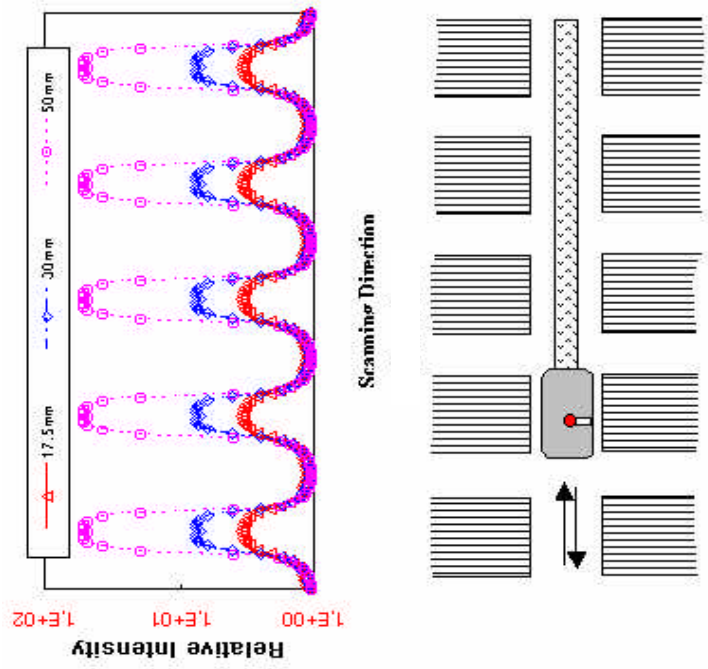 50mm
30mm
17.5mm
1.E+02
1.E+01
1.E+00
Relative Intensity
Scanning Direction